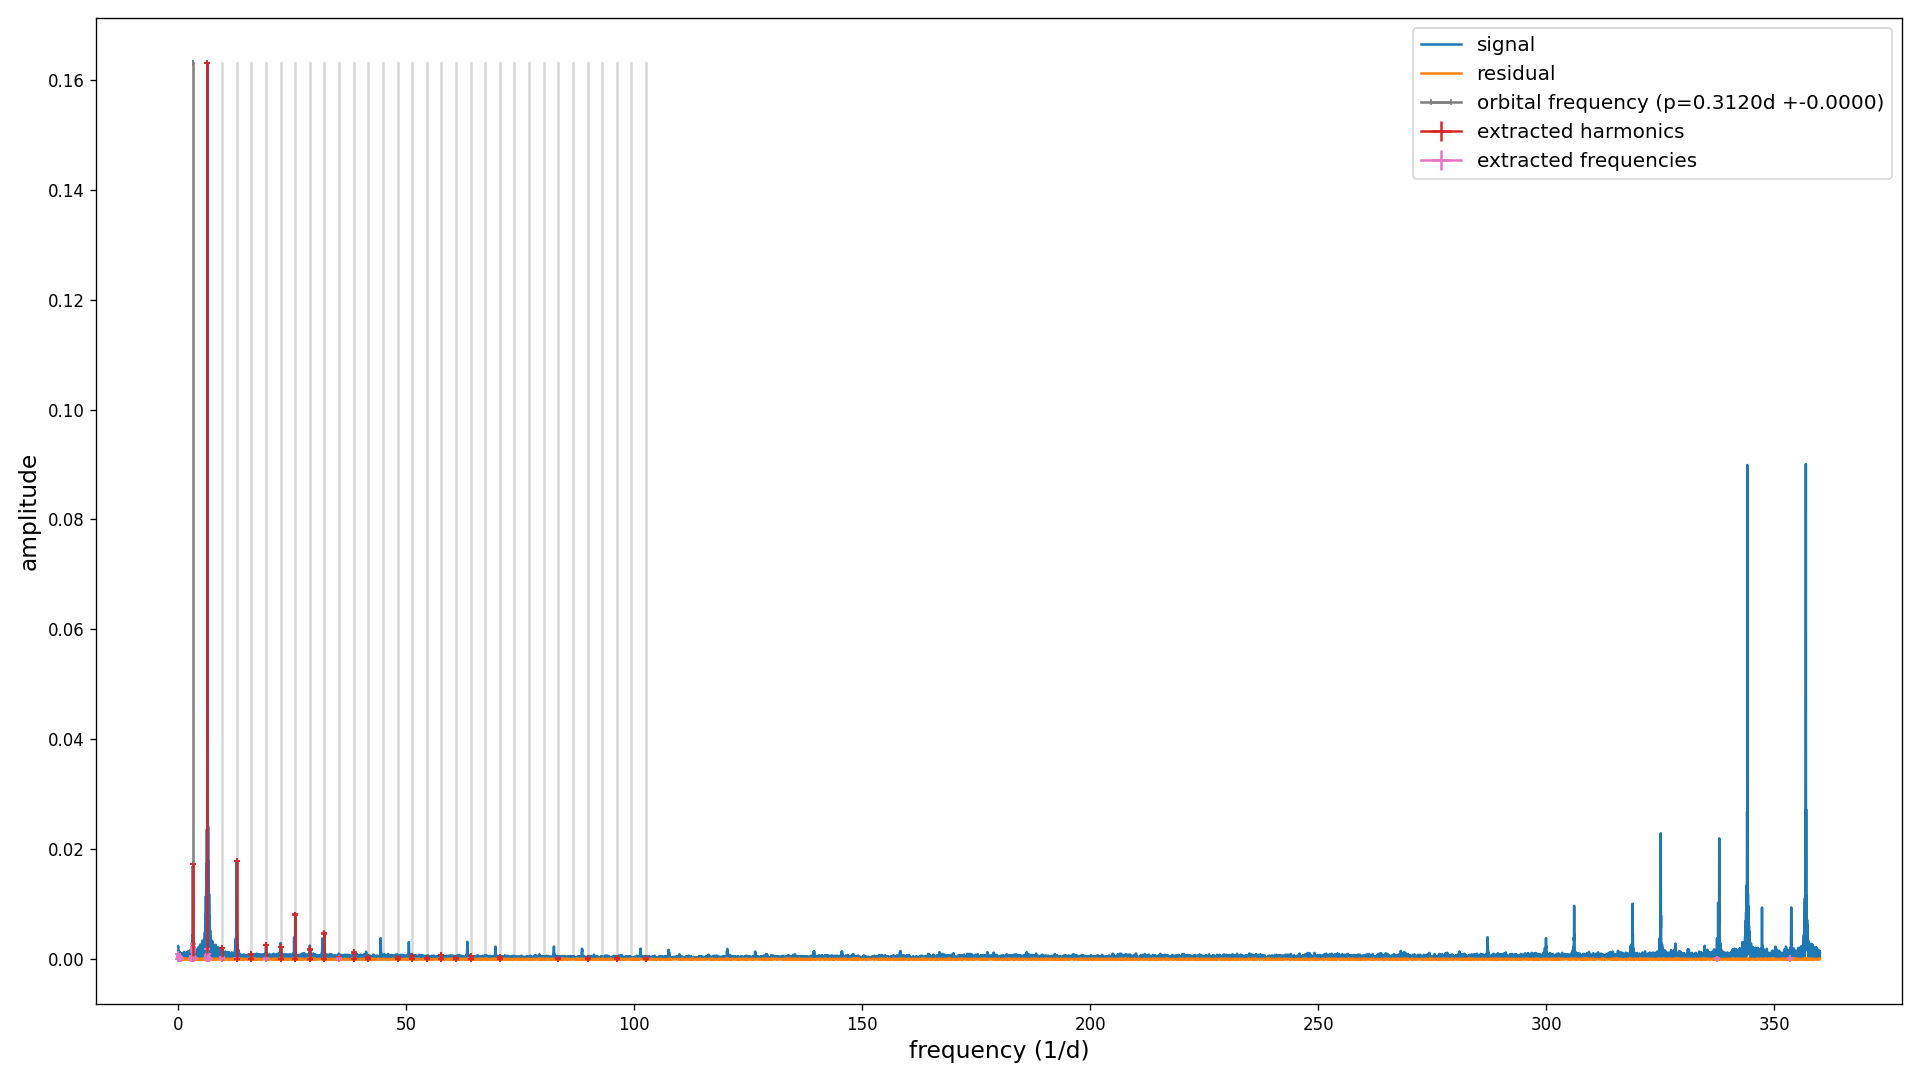 signal
residual
orbital frequency (p=0.3120d +-0.0000)
extracted harmonics
extracted frequencies
amplitude
0.16
0.14
0.12
0.10
0.08
0.06
0.04
0.02
0.00
0 50 100 150 200 250 300 350
frequency (1/d)